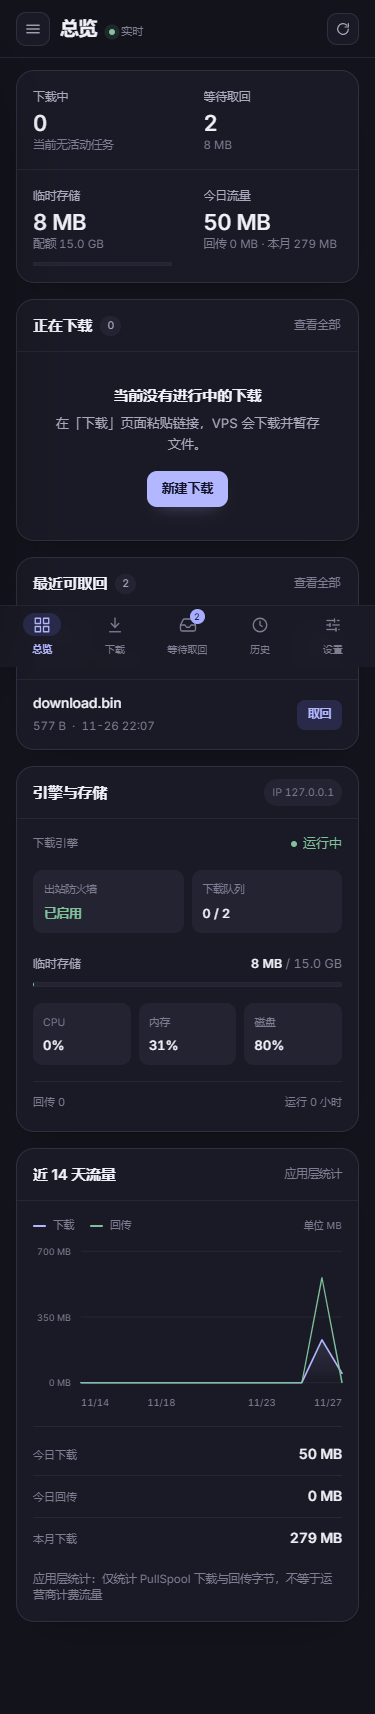 总览 实时
下载中
0
当前无活动任务
等待取回
2
8 MB
临时存储
8 MB
配额 15.0 GB
今日流量
50 MB
回传 0 MB · 本月 279 MB
正在下载 0 查看全部
当前没有进行中的下载
在「下载」页面粘贴链接，VPS 会下载并暂存
文件。
新建下载
最近可取回 2 查看全部
总览
下载
2
等待取回
历史
设置
download.bin
577 B · 11-26 22:07
取回
引擎与存储 IP 127.0.0.1
下载引擎 运行中
出站防火墙
已启用
下载队列
0 / 2
临时存储 8 MB / 15.0 GB
CPU
0%
内存
31%
磁盘
80%
回传 0 运行 0 小时
近 14 天流量 应用层统计
下载 回传 单位 MB
700 MB
350 MB
0 MB
11/14 11/18 11/23 11/27
今日下载 50 MB
今日回传 0 MB
本月下载 279 MB
应用层统计：仅统计 PullSpool 下载与回传字节，不等于运
营商计费流量